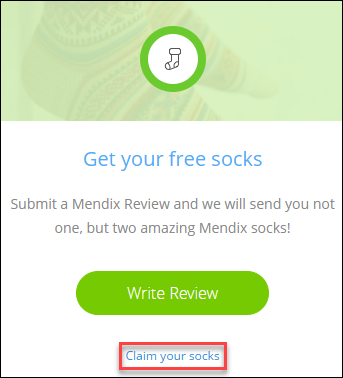 Get your free socks
Submit a Mendix Review and we will send you not
one, but two amazing Mendix socks!
Write Review
Claim your socks